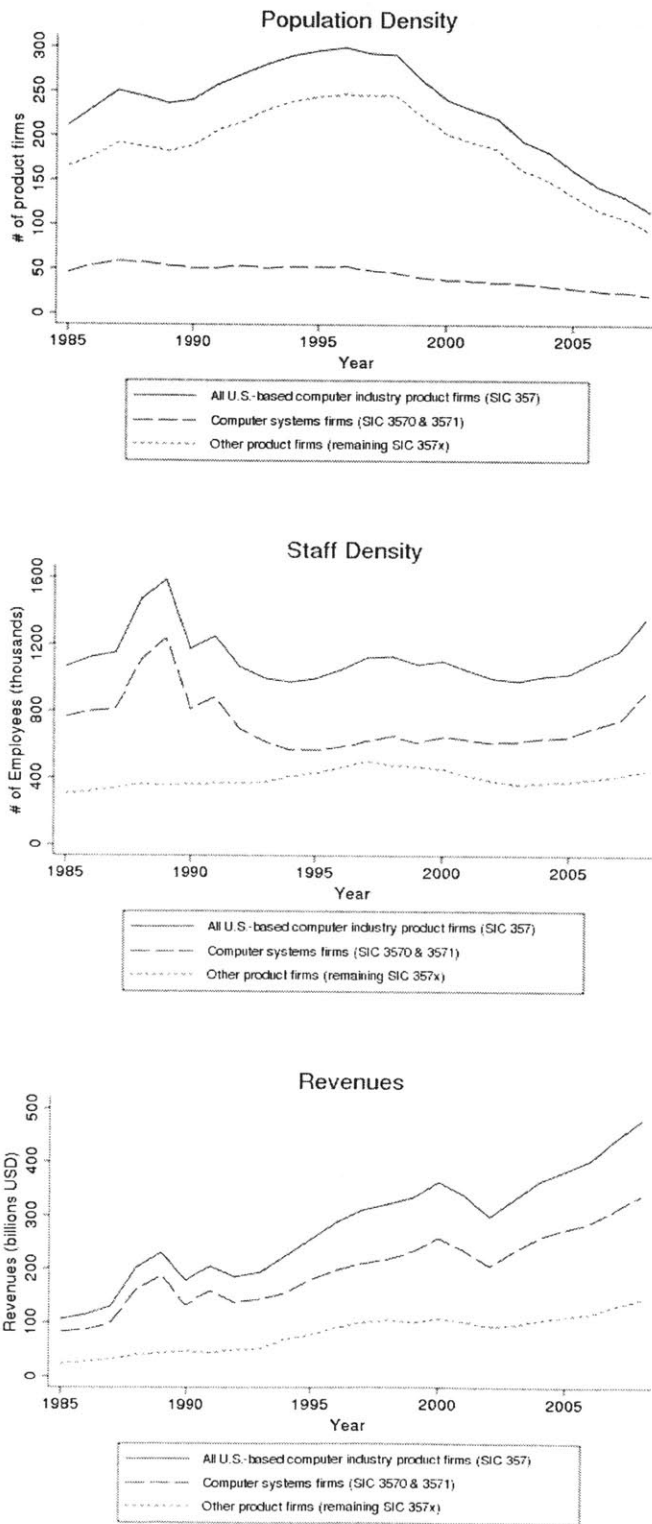 Population Density
300
250
200
150
100
50
0
# of product firms
1985 1990 1995 2000 2005
Year
All U.S.-based computer industry product firms (SIC 357)
Computer systems firms (SIC 3570 & 3571)
Other product firms (remaining SIC 357x)
Staff Density
1600
1200
800
400
0
# of Employees (thousands)
1985 1990 1995 2000 2005
Year
All U.S.-based computer industry product firms (SIC 357)
Computer systems firms (SIC 3570 & 3571)
Other product firms (remaining SIC 357x)
Revenues
500
400
300
200
100
0
Revenues (billions USD)
1985 1990 1995 2000 2005
Year
All U.S.-based computer industry product firms (SIC 357)
Computer systems firms (SIC 3570 & 3571)
Other product firms (remaining SIC 357x)